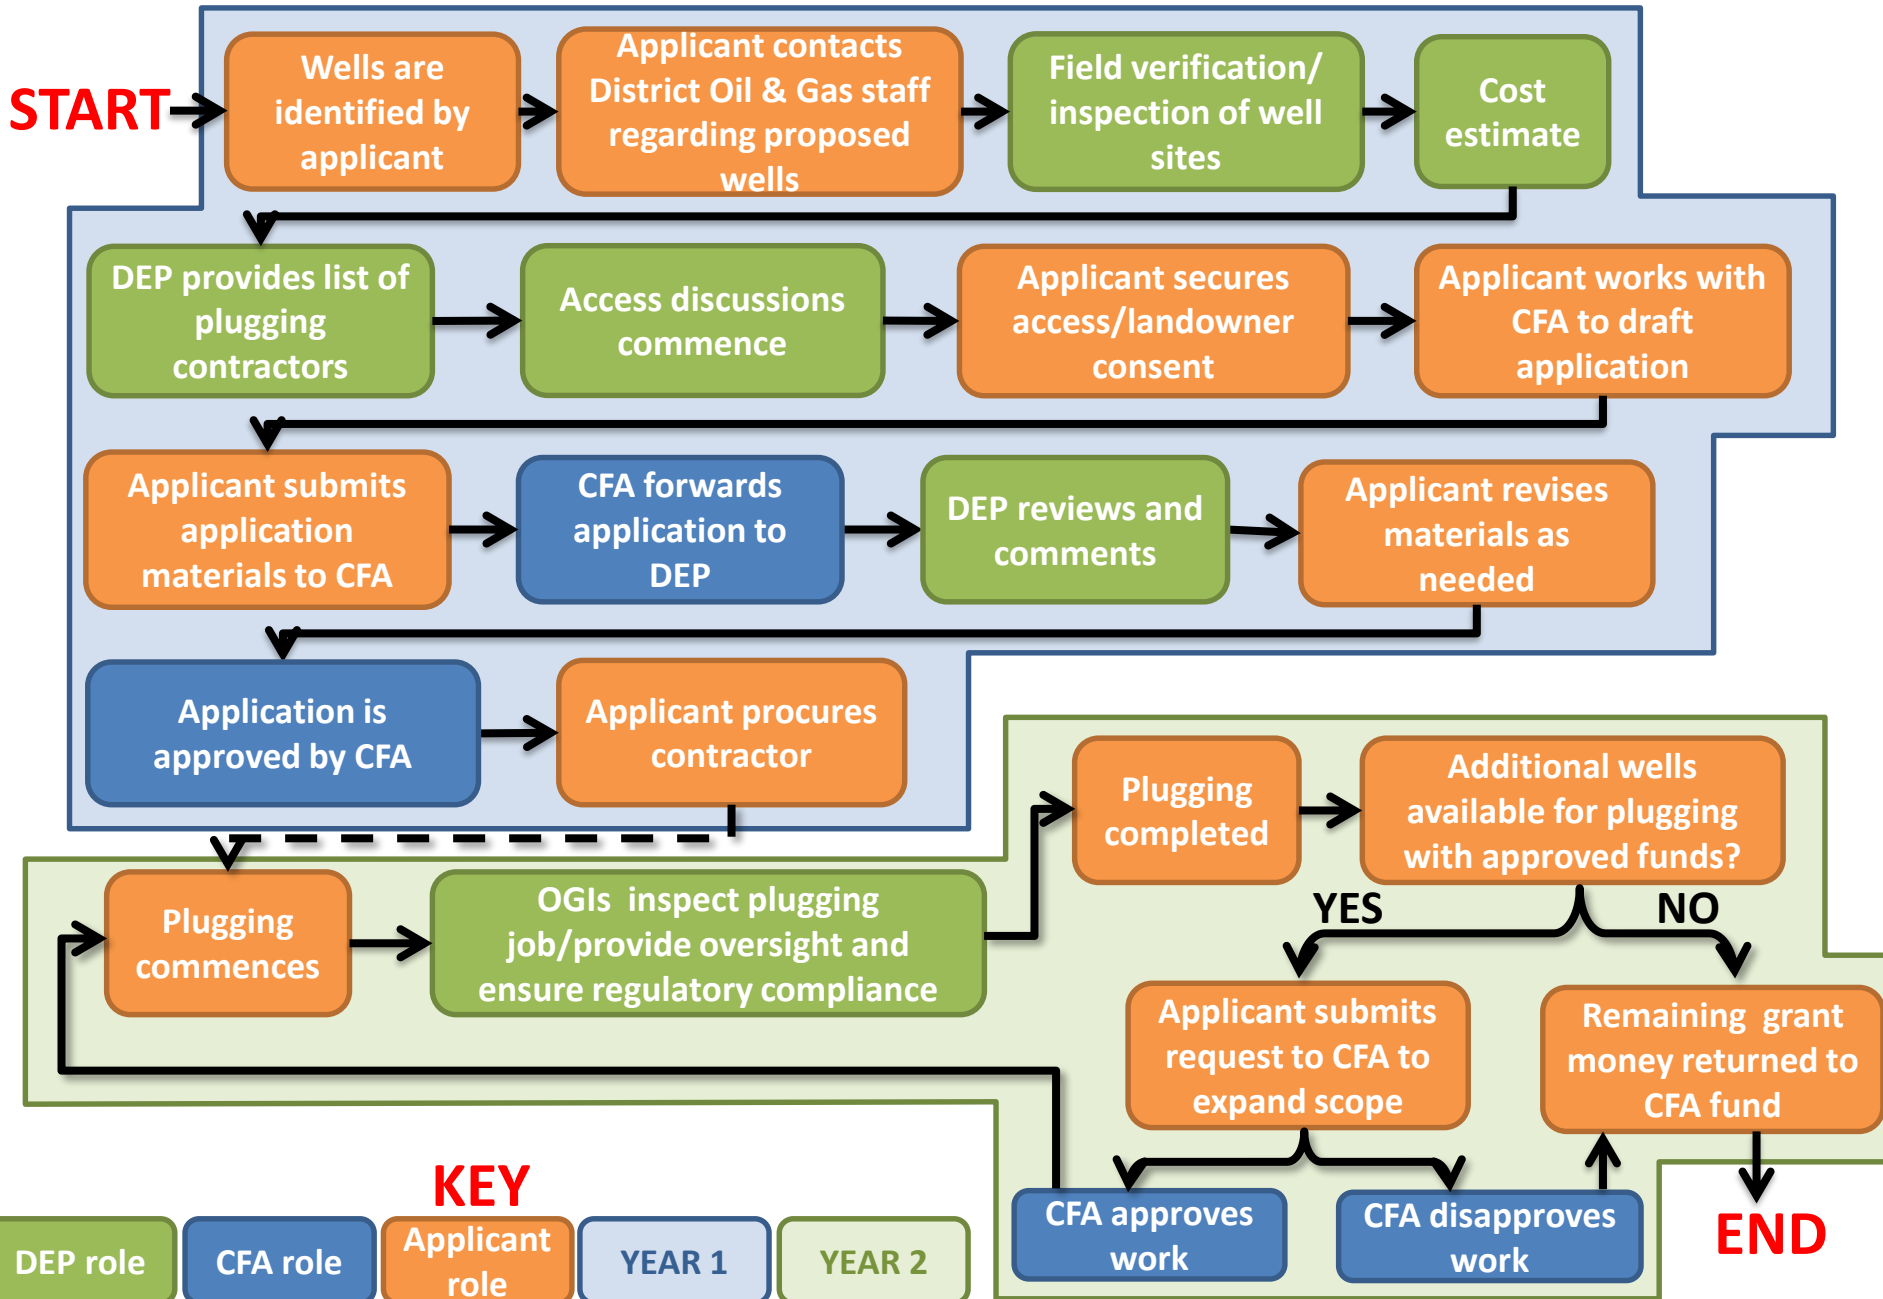 START
Wells are
identified by
applicant
Applicant contacts
District Oil & Gas staff
regarding proposed
wells
Field verification/
inspection of well
sites
Cost
estimate
DEP provides list of
plugging
contractors
Access discussions
commence
Applicant secures
access/landowner
consent
Applicant works with
CFA to draft
application
Applicant submits
application
materials to CFA
CFA forwards
application to
DEP
DEP reviews and
comments
Applicant revises
materials as
needed
Application is
approved by CFA
Applicant procures
contractor
Plugging
commences
OGIs inspect plugging
job/provide oversight and
ensure regulatory compliance
Plugging
completed
Additional wells
available for plugging
with approved funds?
YES
NO
Applicant submits
request to CFA to
expand scope
Remaining grant
money returned to
CFA fund
CFA approves
work
CFA disapproves
work
END
KEY
DEP role
CFA role
Applicant
role
YEAR 1
YEAR 2